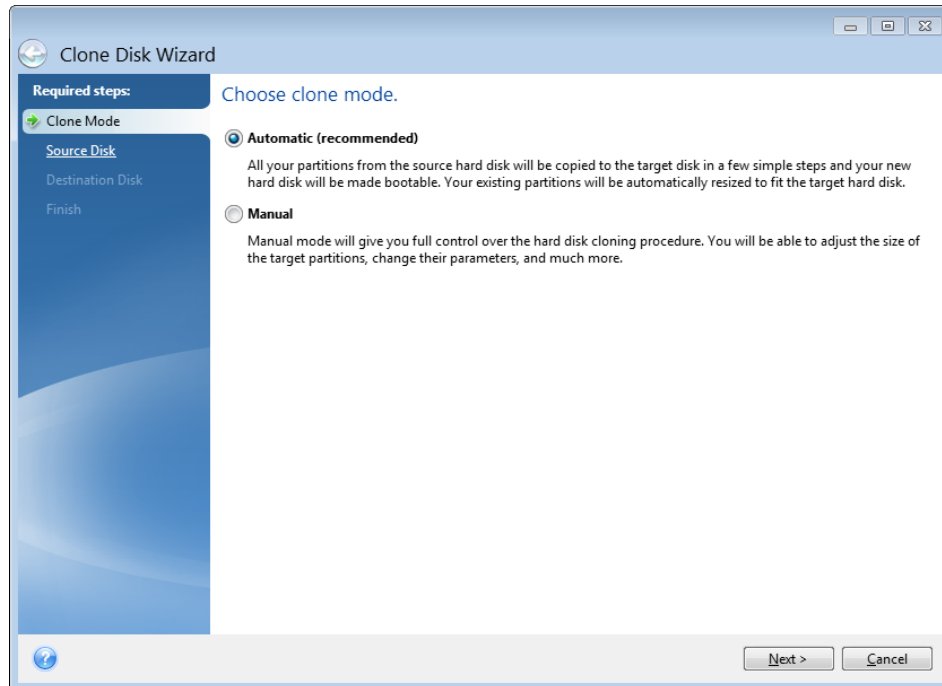 Clone Disk Wizard
Required steps:
Clone Mode
Source Disk
Destination Disk
Finish
Choose clone mode.
Automatic (recommended)
All your partitions from the source hard disk will be copied to the target disk in a few simple steps and your new
hard disk will be made bootable. Your existing partitions will be automatically resized to fit the target hard disk.
Manual
Manual mode will give you full control over the hard disk cloning procedure. You will be able to adjust the size of
the target partitions, change their parameters, and much more.
?
Next >
Cancel